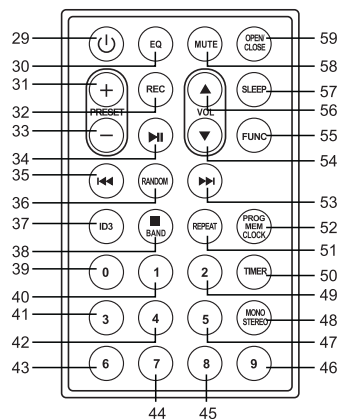 29 EQ MUTE OPEN/ CLOSE 59
30 58
31 + REC ▲ SLEEP 57
32 PRESET VOL 56
33 − ▶II ▼ FUNC 55
34 54
35 I◀◀ RANDOM ▶▶I 53
36
37 ID3 ■ BAND REPEAT PROG MEM CLOCK 52
38 51
39 0 1 2 TIMER 50
40 49
41 3 4 5 MONO STEREO 48
42 47
43 6 7 8 9 46
44 45